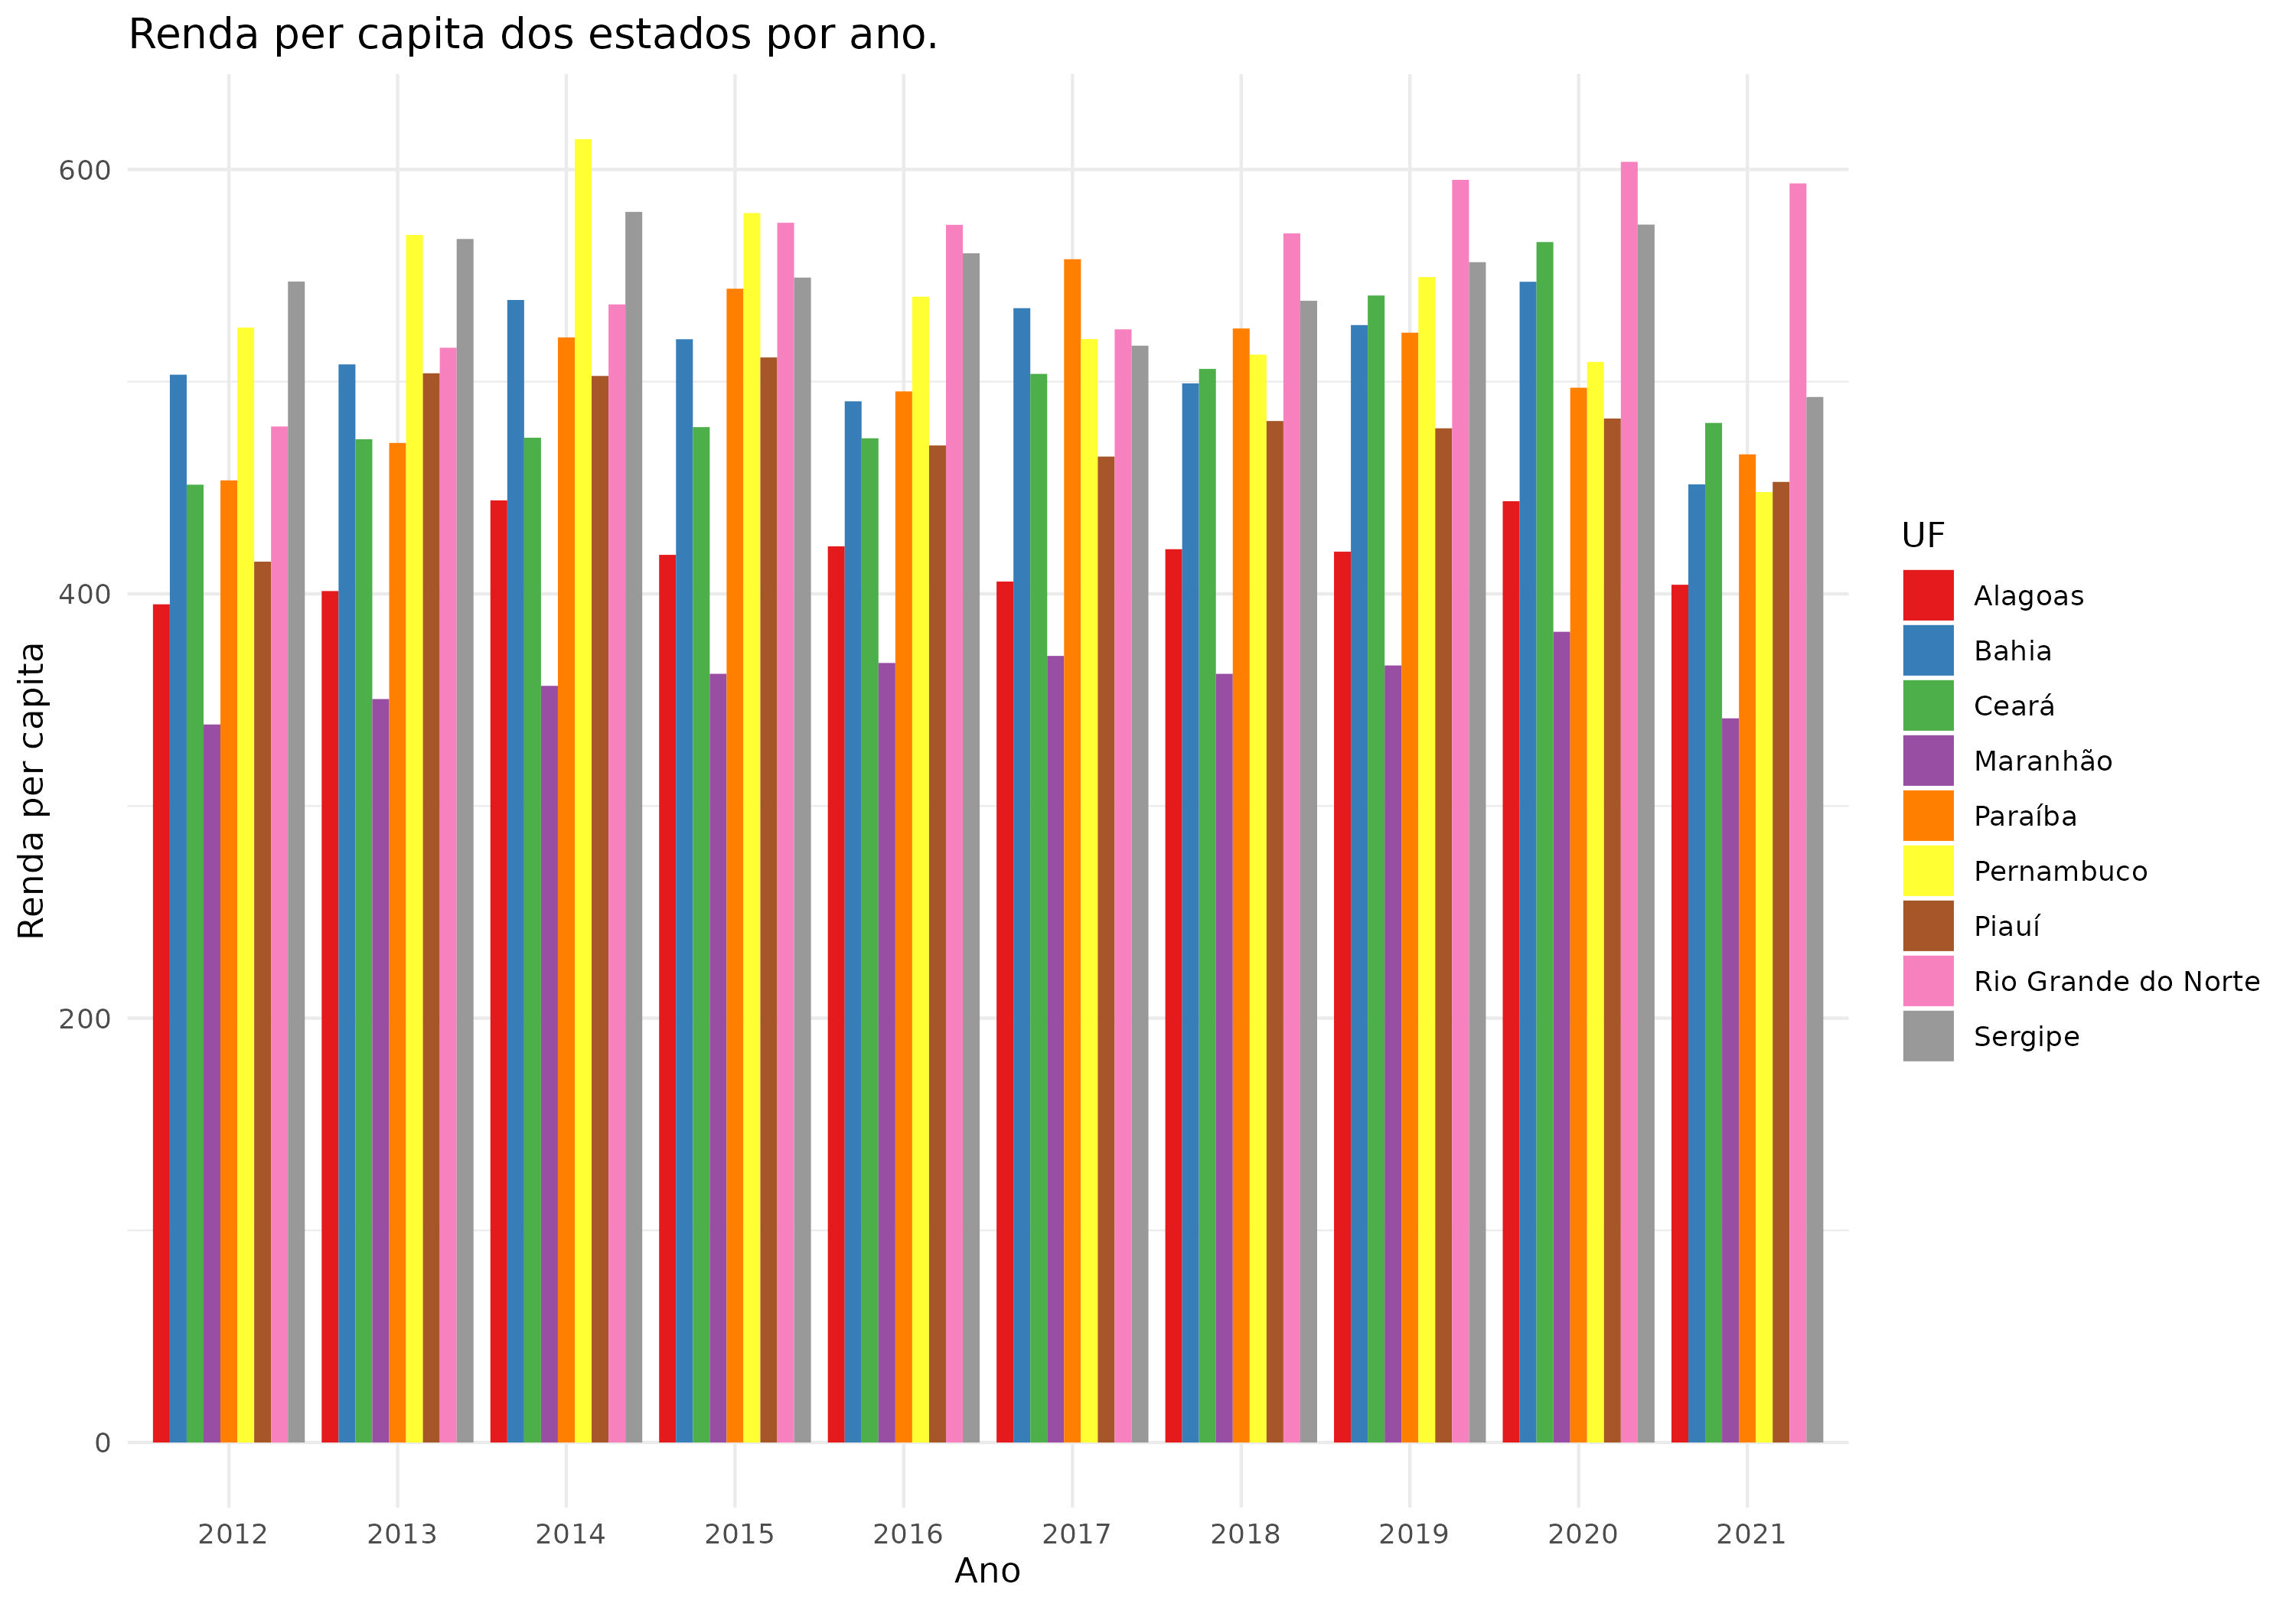 Renda per capita dos estados por ano.
Renda per capita
600
400
200
0
2012
2013
2014
2015
2016
2017
2018
2019
2020
2021
Ano
UF
Alagoas
Bahia
Ceará
Maranhão
Paraíba
Pernambuco
Piauí
Rio Grande do Norte
Sergipe